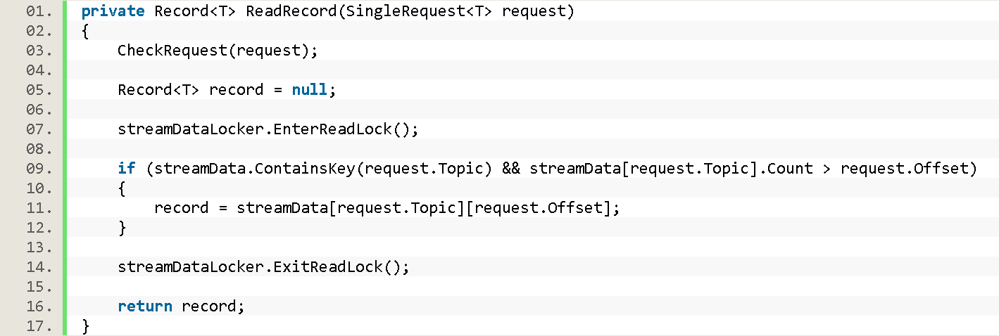 01. private Record<T> ReadRecord(SingleRequest<T> request)
02. {
03.     CheckRequest(request);
04.
05.     Record<T> record = null;
06.
07.     streamDataLocker.EnterReadLock();
08.
09.     if (streamData.ContainsKey(request.Topic) && streamData[request.Topic].Count > request.Offset)
10.     {
11.         record = streamData[request.Topic][request.Offset];
12.     }
13.
14.     streamDataLocker.ExitReadLock();
15.
16.     return record;
17. }